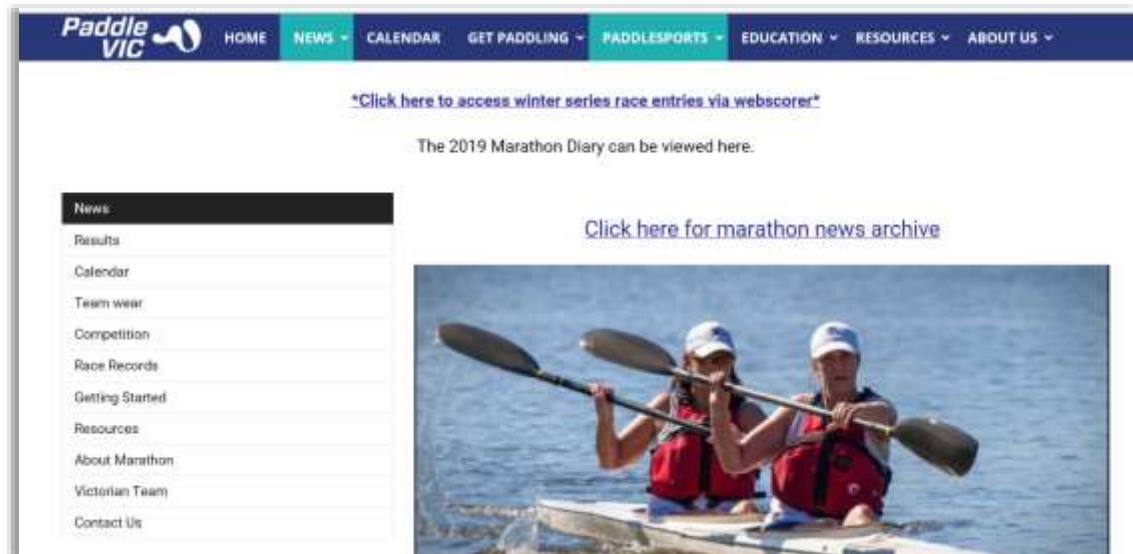 Paddle
VIC
HOME NEWS CALENDAR GET PADDLING PADDLESPORTS EDUCATION RESOURCES ABOUT US
*Click here to access winter series race entries via webscorer*
The 2019 Marathon Diary can be viewed here.
News
Results
Calendar
Team wear
Competition
Race Records
Getting Started
Resources
About Marathon
Victorian Team
Contact Us
Click here for marathon news archive